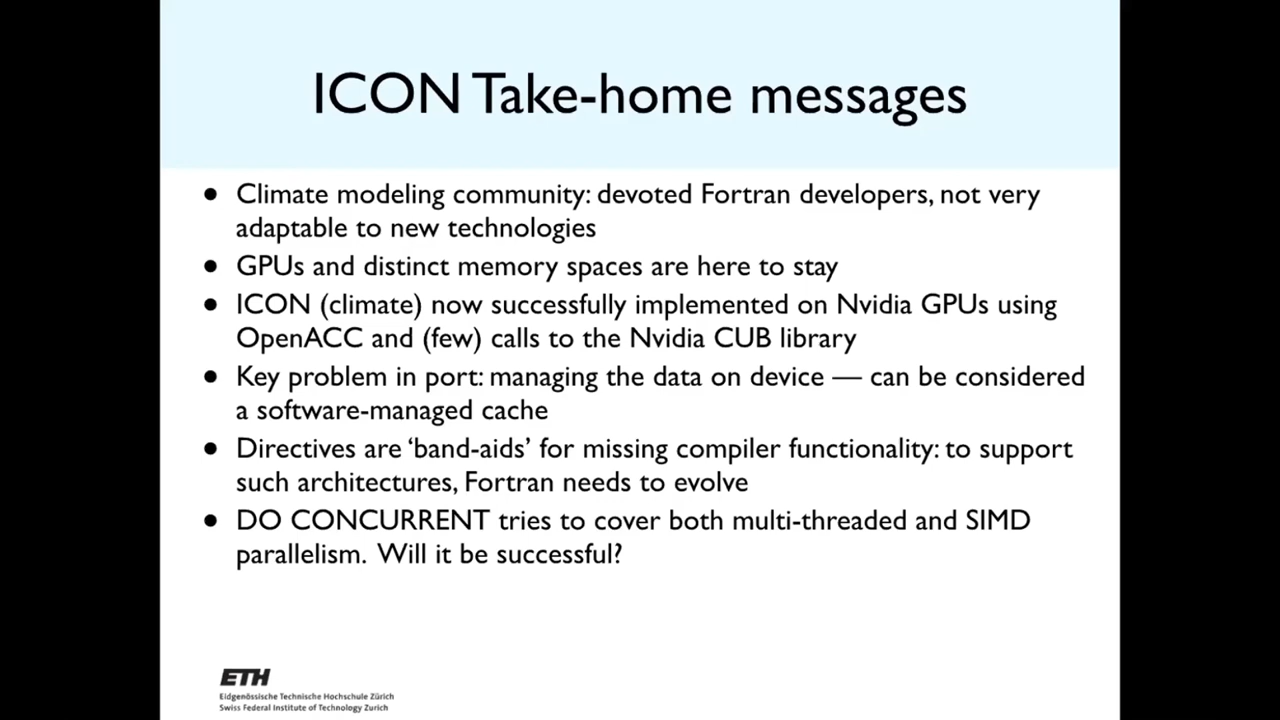 ICON Take-home messages
● Climate modeling community: devoted Fortran developers, not very
adaptable to new technologies
● GPUs and distinct memory spaces are here to stay
● ICON (climate) now successfully implemented on Nvidia GPUs using
OpenACC and (few) calls to the Nvidia CUB library
● Key problem in port: managing the data on device — can be considered
a software-managed cache
● Directives are ‘band-aids’ for missing compiler functionality: to support
such architectures, Fortran needs to evolve
● DO CONCURRENT tries to cover both multi-threaded and SIMD
parallelism. Will it be successful?
ETH
Eidgenössische Technische Hochschule Zürich
Swiss Federal Institute of Technology Zurich